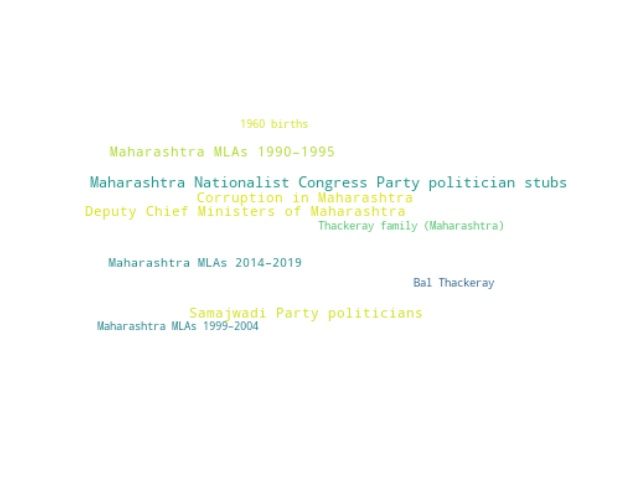 1960 births
Maharashtra MLAs 1990–1995
Maharashtra Nationalist Congress Party politician stubs
Corruption in Maharashtra
Deputy Chief Ministers of Maharashtra
Thackeray family (Maharashtra)
Maharashtra MLAs 2014–2019
Bal Thackeray
Samajwadi Party politicians
Maharashtra MLAs 1999–2004